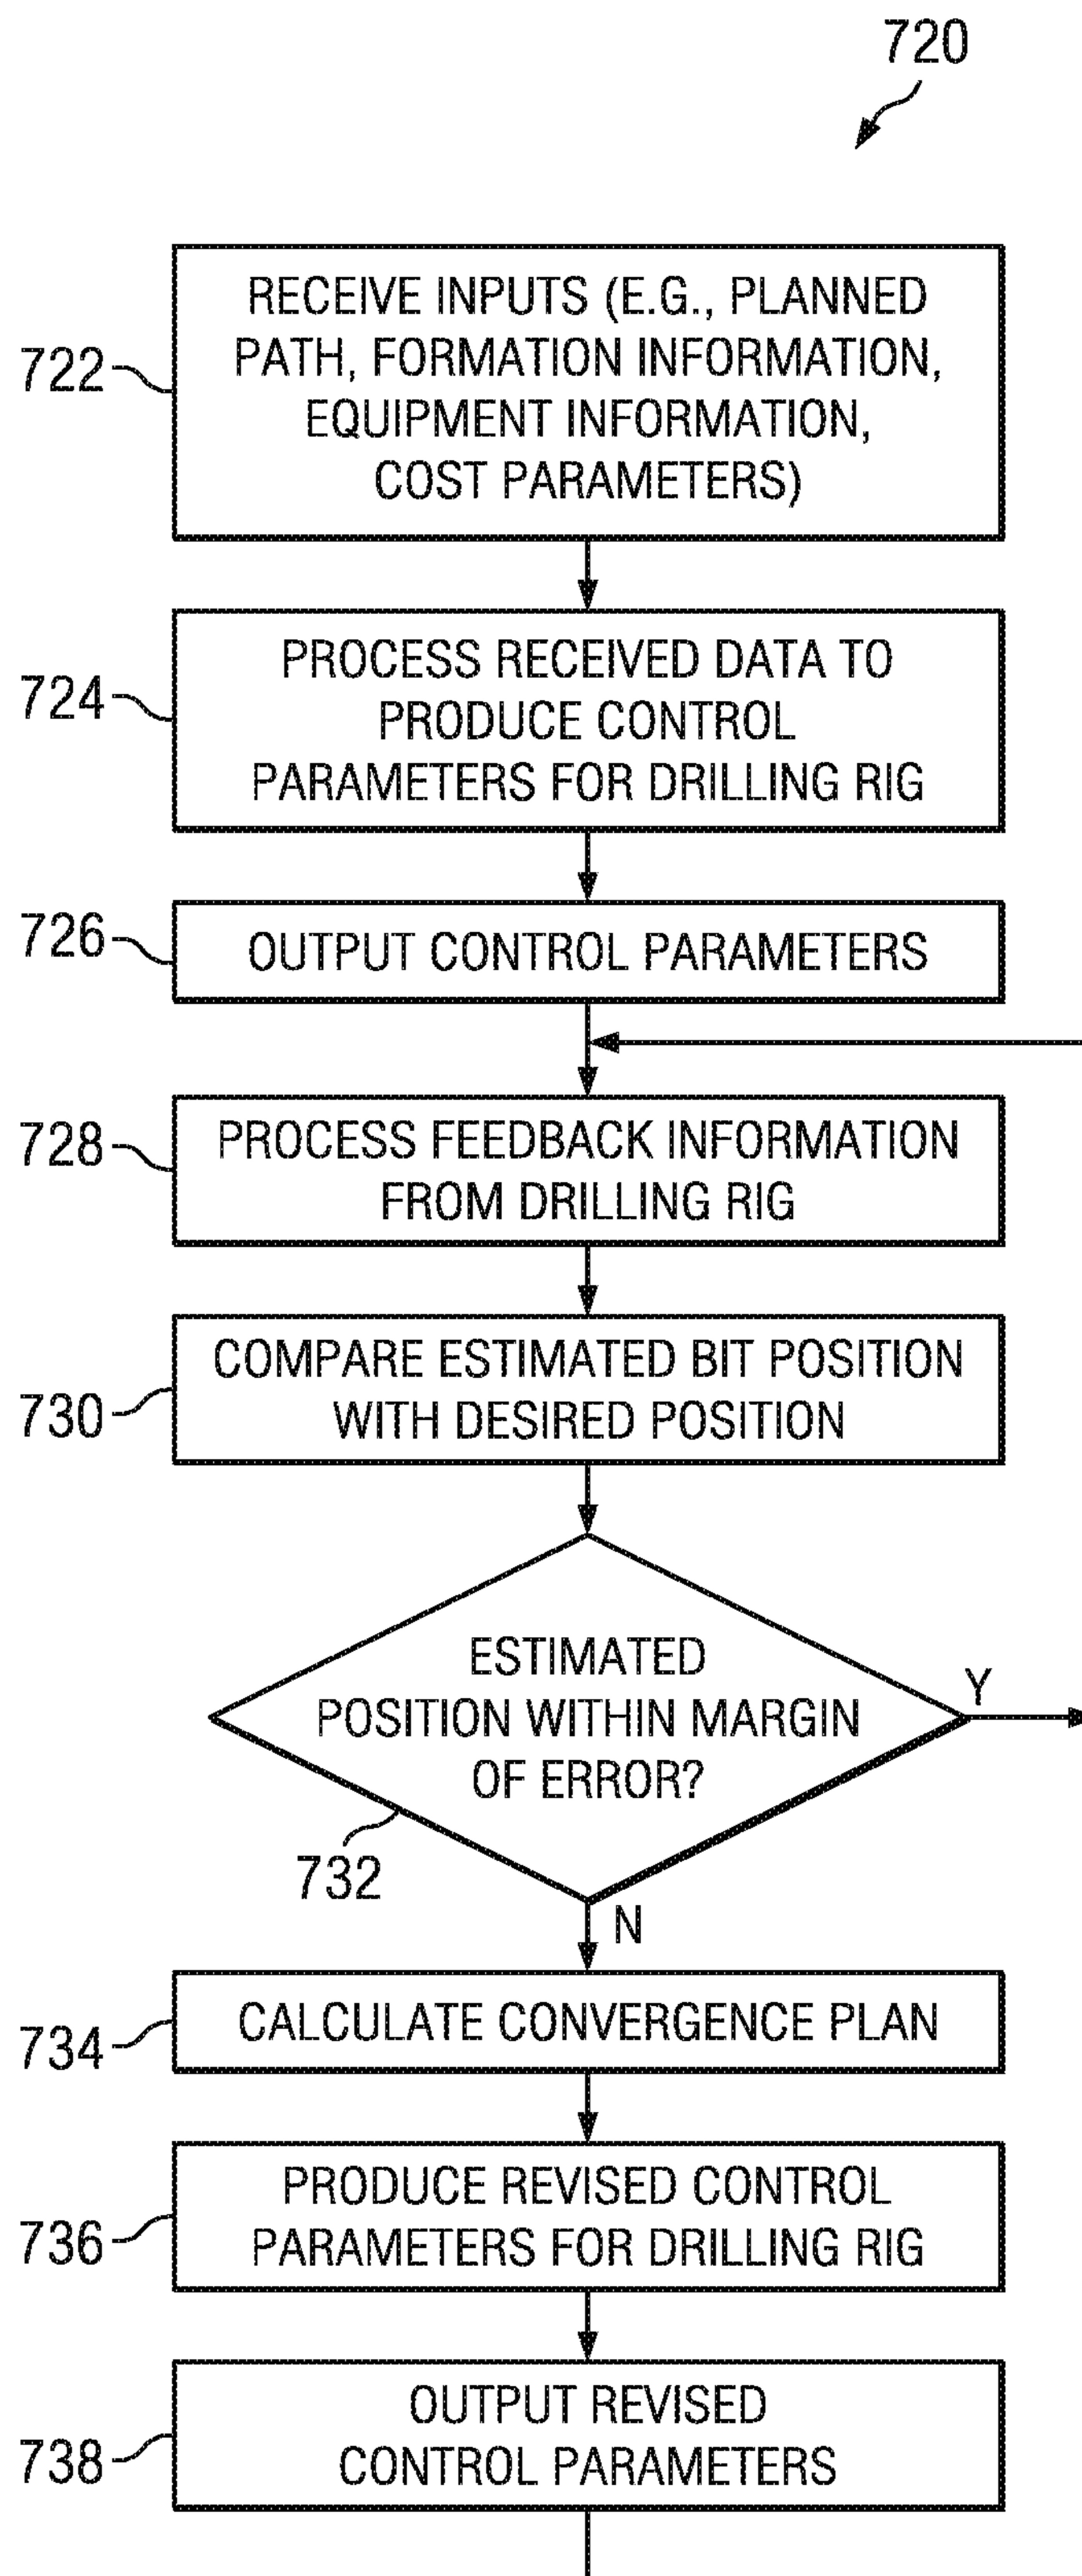 720
722
RECEIVE INPUTS (E.G., PLANNED
PATH, FORMATION INFORMATION,
EQUIPMENT INFORMATION,
COST PARAMETERS)
724
PROCESS RECEIVED DATA TO
PRODUCE CONTROL
PARAMETERS FOR DRILLING RIG
726
OUTPUT CONTROL PARAMETERS
728
PROCESS FEEDBACK INFORMATION
FROM DRILLING RIG
730
COMPARE ESTIMATED BIT POSITION
WITH DESIRED POSITION
ESTIMATED
POSITION WITHIN MARGIN
OF ERROR?
Y
732
N
734
CALCULATE CONVERGENCE PLAN
736
PRODUCE REVISED CONTROL
PARAMETERS FOR DRILLING RIG
738
OUTPUT REVISED
CONTROL PARAMETERS